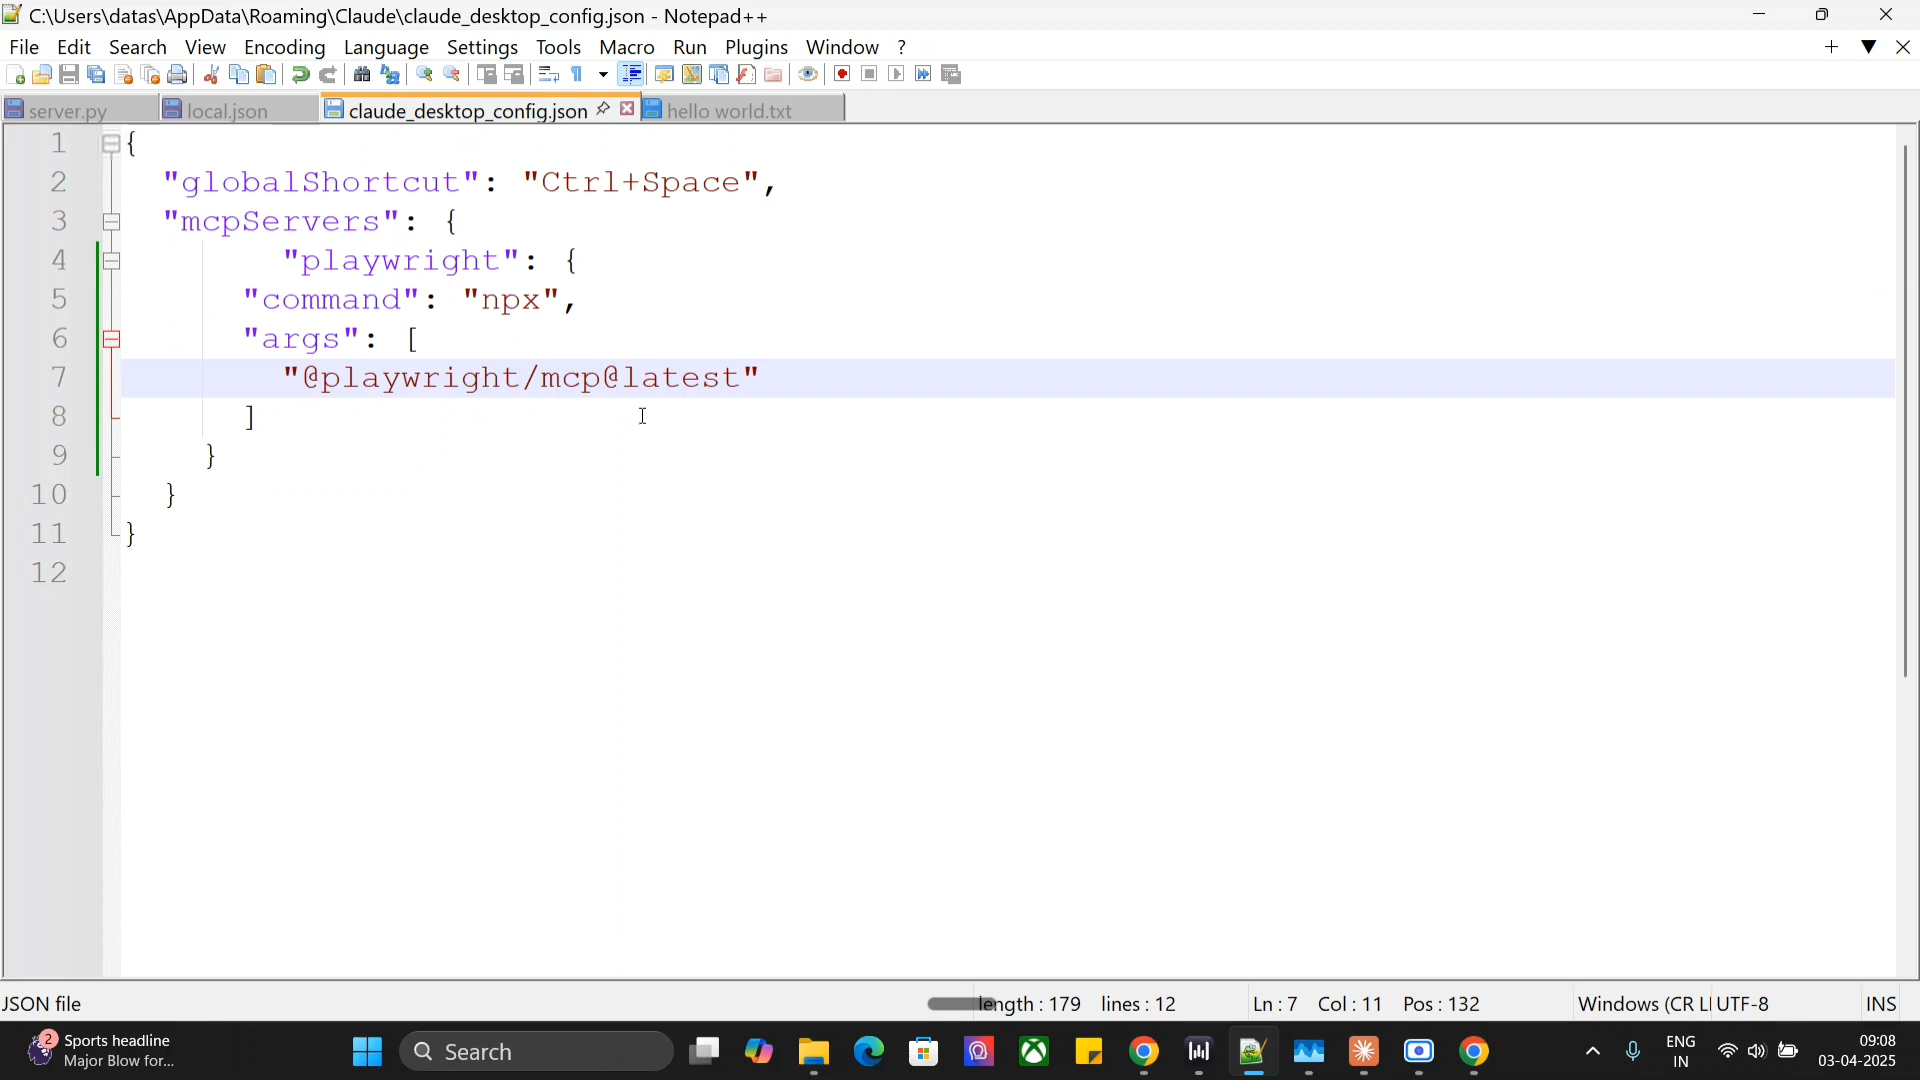 C:\Users\datas\AppData\Roaming\Claude\claude_desktop_config.json - Notepad++
File Edit Search View Encoding Language Settings Tools Macro Run Plugins Window ?
server.py local.json claude_desktop_config.json hello world.txt
1 {
2 "globalShortcut": "Ctrl+Space",
3 "mcpServers": {
4 "playwright": {
5 "command": "npx",
6 "args": [
7 "@playwright/mcp@latest"
8 ]
9 }
10 }
11 }
12
JSON file length : 179 lines : 12 Ln : 7 Col : 11 Pos : 132 Windows (CR LF) UTF-8 INS
2 Sports headline
Major Blow for...
Search
ENG
IN
09:08
03-04-2025